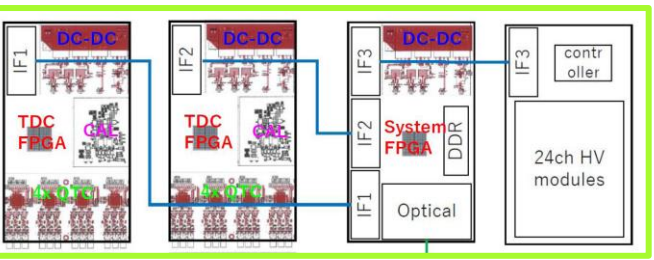 IF1
DC-DC
TDC
FPGA
CAL
4x QTC
IF2
DC-DC
TDC
FPGA
CAL
4x QTC
IF3
DC-DC
IF2
System
FPGA
DDR
IF1
Optical
IF3
contr
oller
24ch HV
modules